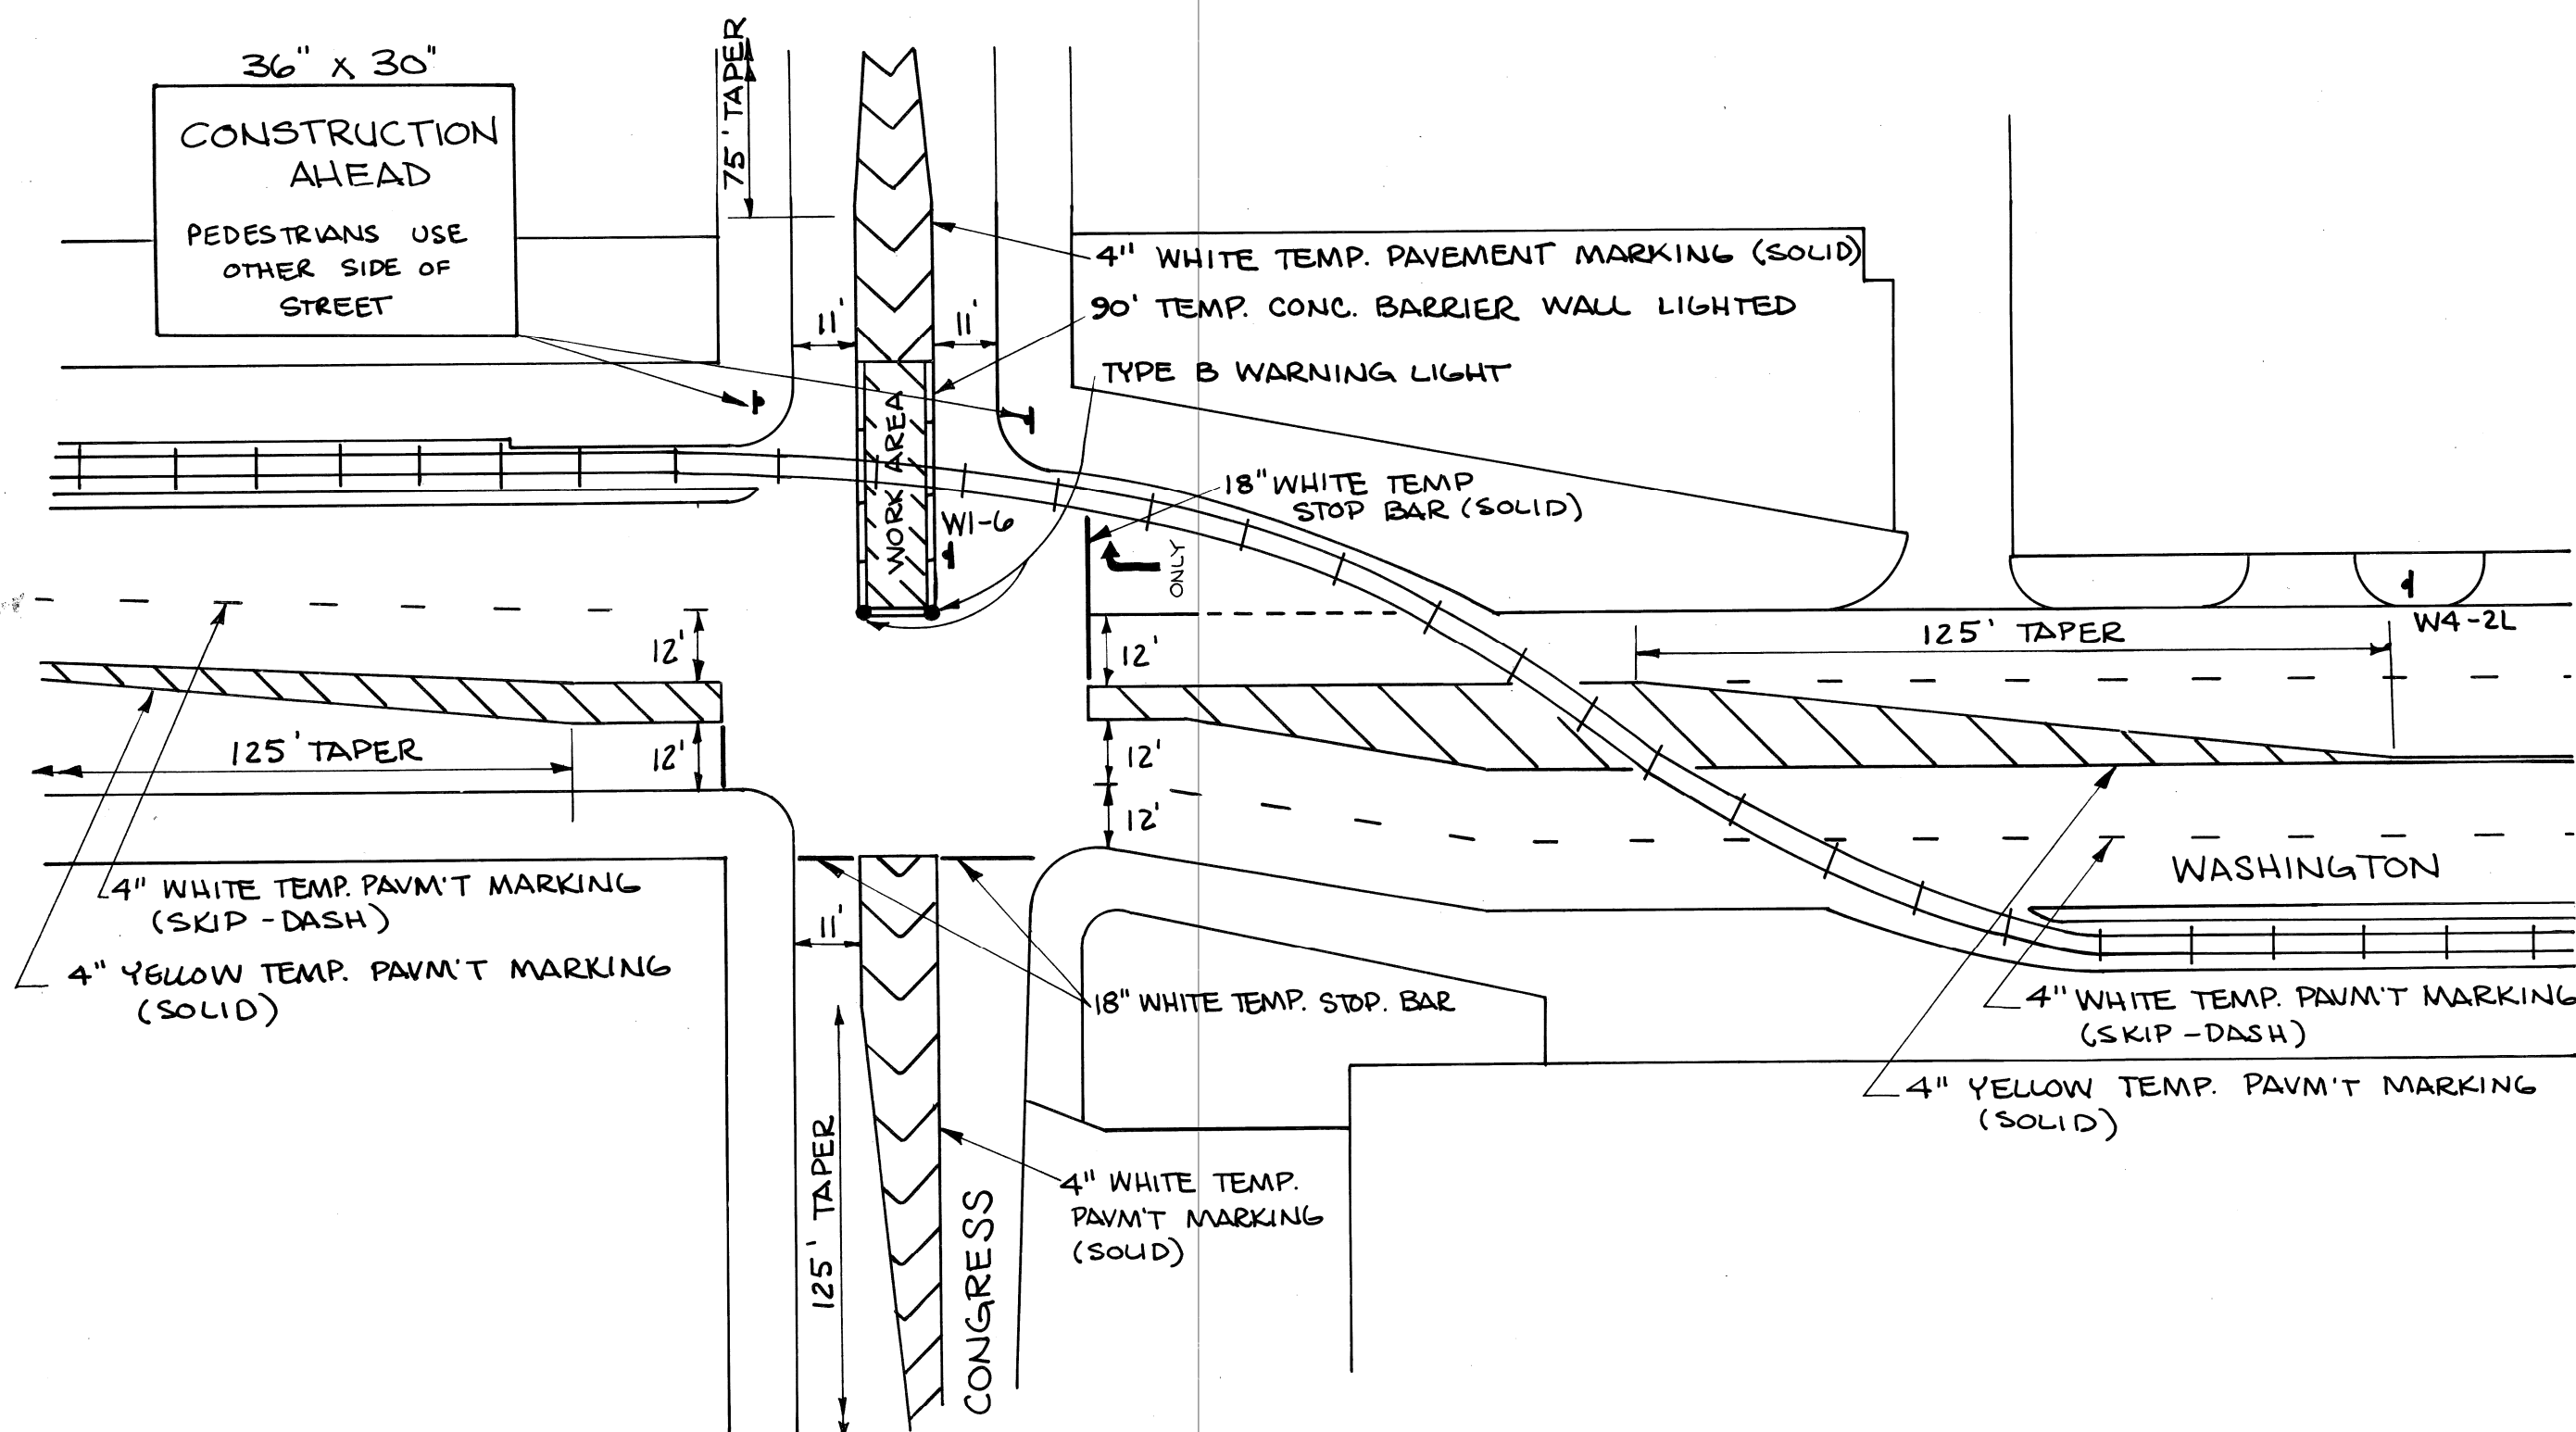 36" X 30"
CONSTRUCTION
AHEAD
PEDESTRIANS USE
OTHER SIDE OF
STREET
75' TAPER
4" WHITE TEMP. PAVEMENT MARKING (SOLID)
90' TEMP. CONC. BARRIER WALL LIGHTED
11'
11'
TYPE B WARNING LIGHT
WORK AREA
W1-6
18" WHITE TEMP
STOP BAR (SOLID)
ONLY
12'
12'
125' TAPER
W4-2L
125' TAPER
12'
12'
12'
WASHINGTON
4" WHITE TEMP. PAVM'T MARKING
(SKIP-DASH)
4" YELLOW TEMP. PAVM'T MARKING
(SOLID)
11'
18" WHITE TEMP. STOP. BAR
4" WHITE TEMP. PAVM'T MARKING
(SKIP-DASH)
4" YELLOW TEMP. PAVM'T MARKING
(SOLID)
125' TAPER
CONGRESS
4" WHITE TEMP.
PAVM'T MARKING
(SOLID)